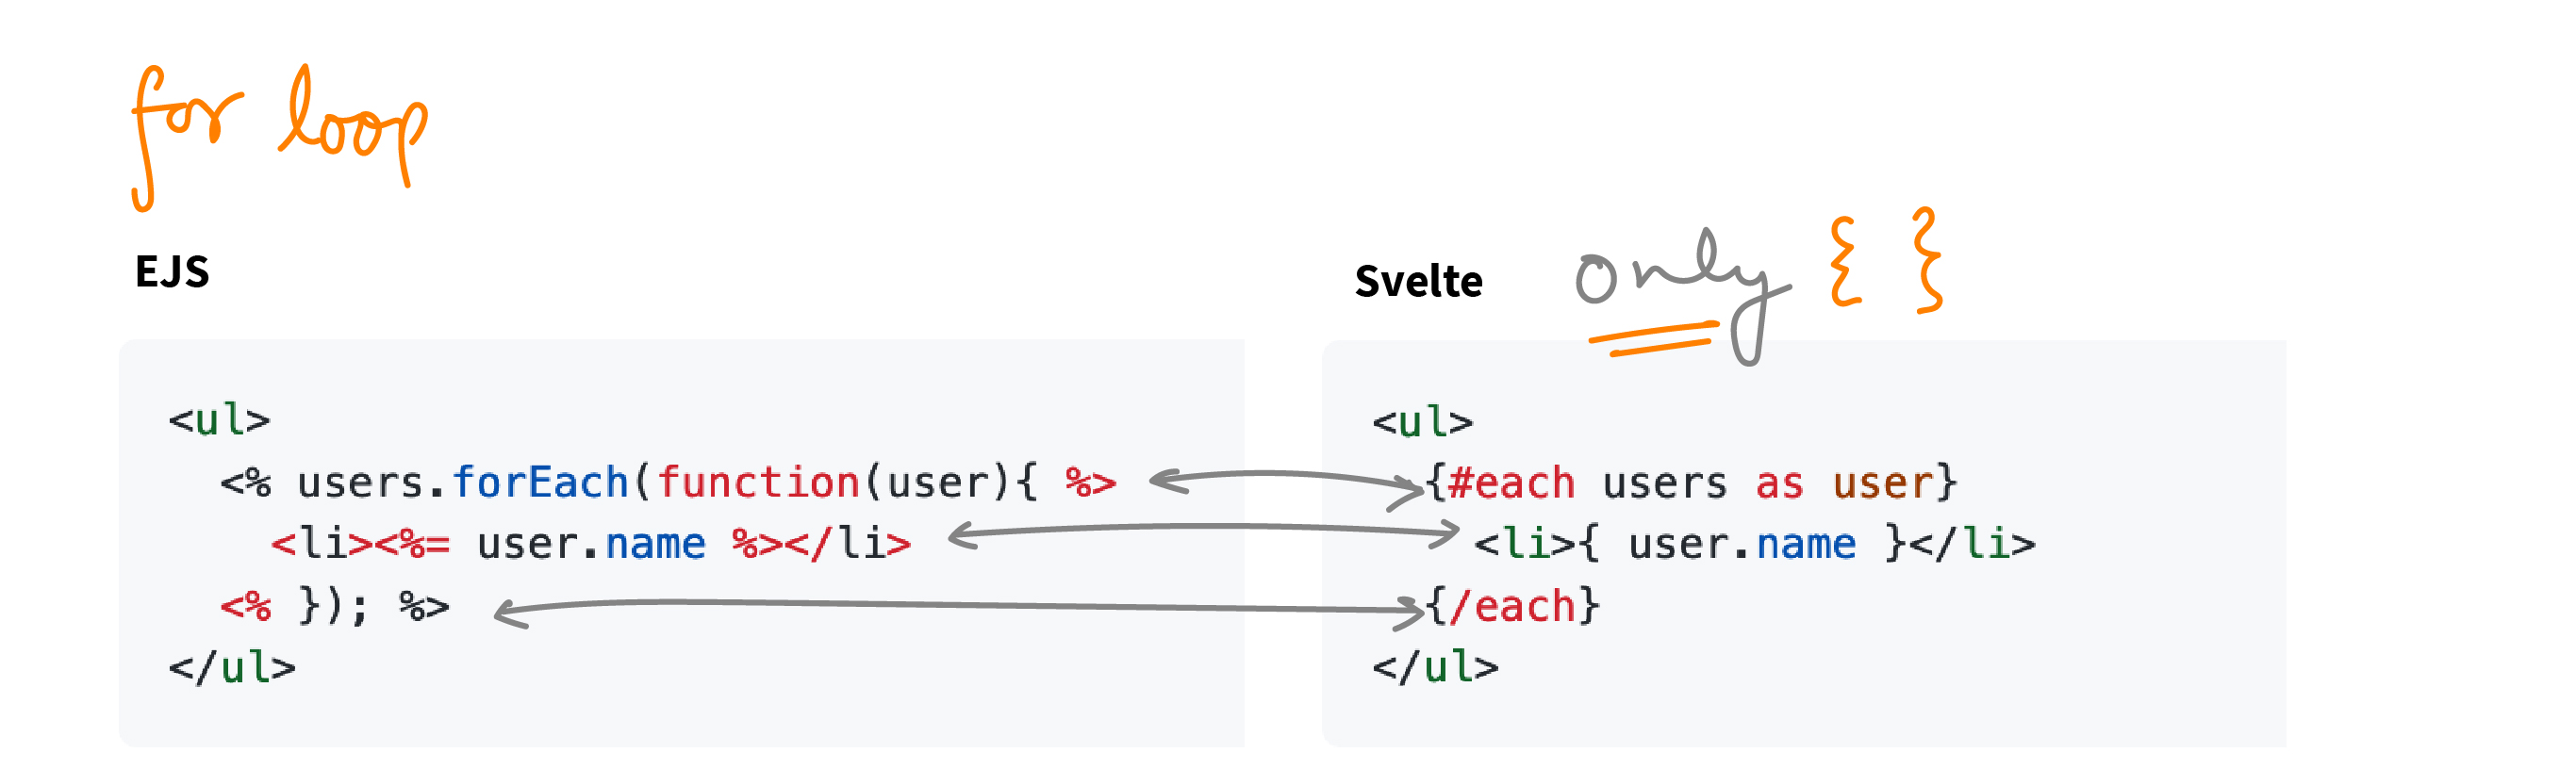 for loop
EJS
<ul>
<% users.forEach(function(user){ %>
<li><%= user.name %></li>
<% }); %>
</ul>
Svelte only { }
<ul>
{#each users as user}
<li>{ user.name }</li>
{/each}
</ul>